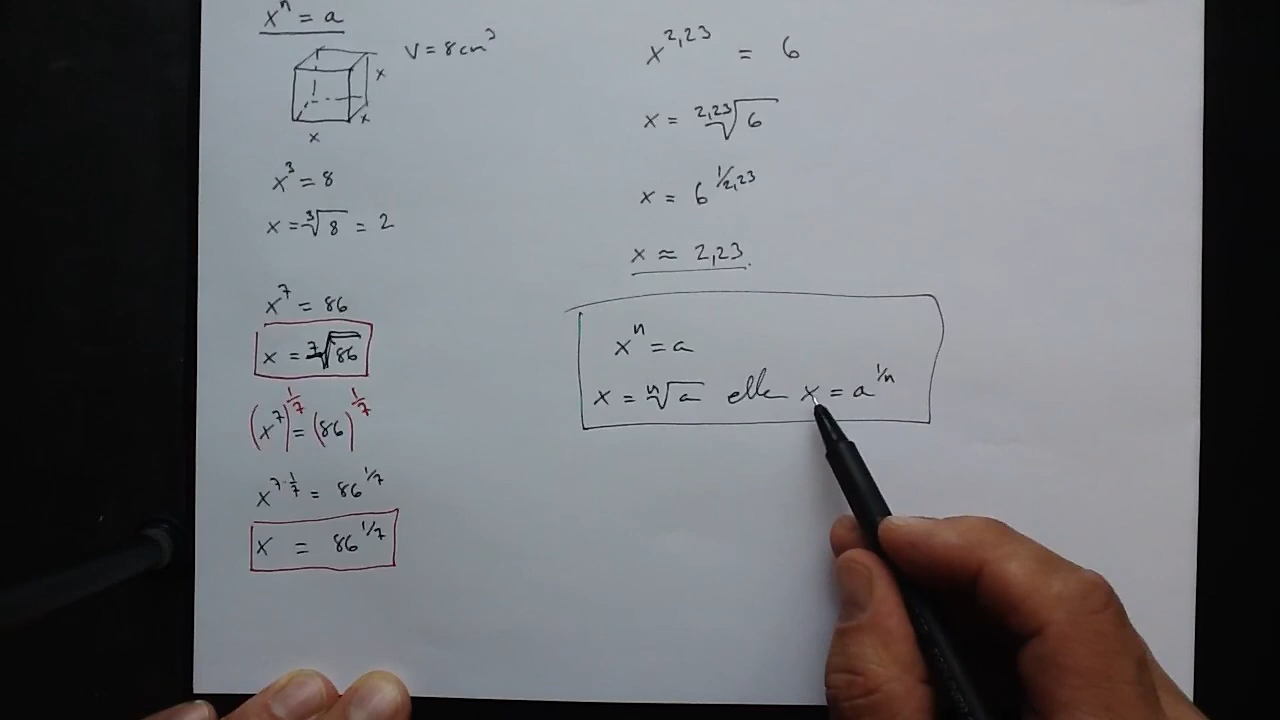 xⁿ = a
V = 8cm³
x
x
x
x³ = 8
x = ³√8 = 2
x⁷ = 86
x = ⁷√86
(x⁷)^1/7 = (86)^1/7
x^7·1/7 = 86^1/7
x = 86^1/7
x^2,23 = 6
x = ^2,23√6
x = 6^1/2,23
x ≈ 2,23.
xⁿ = a
x = ⁿ√a eller x = a^1/n